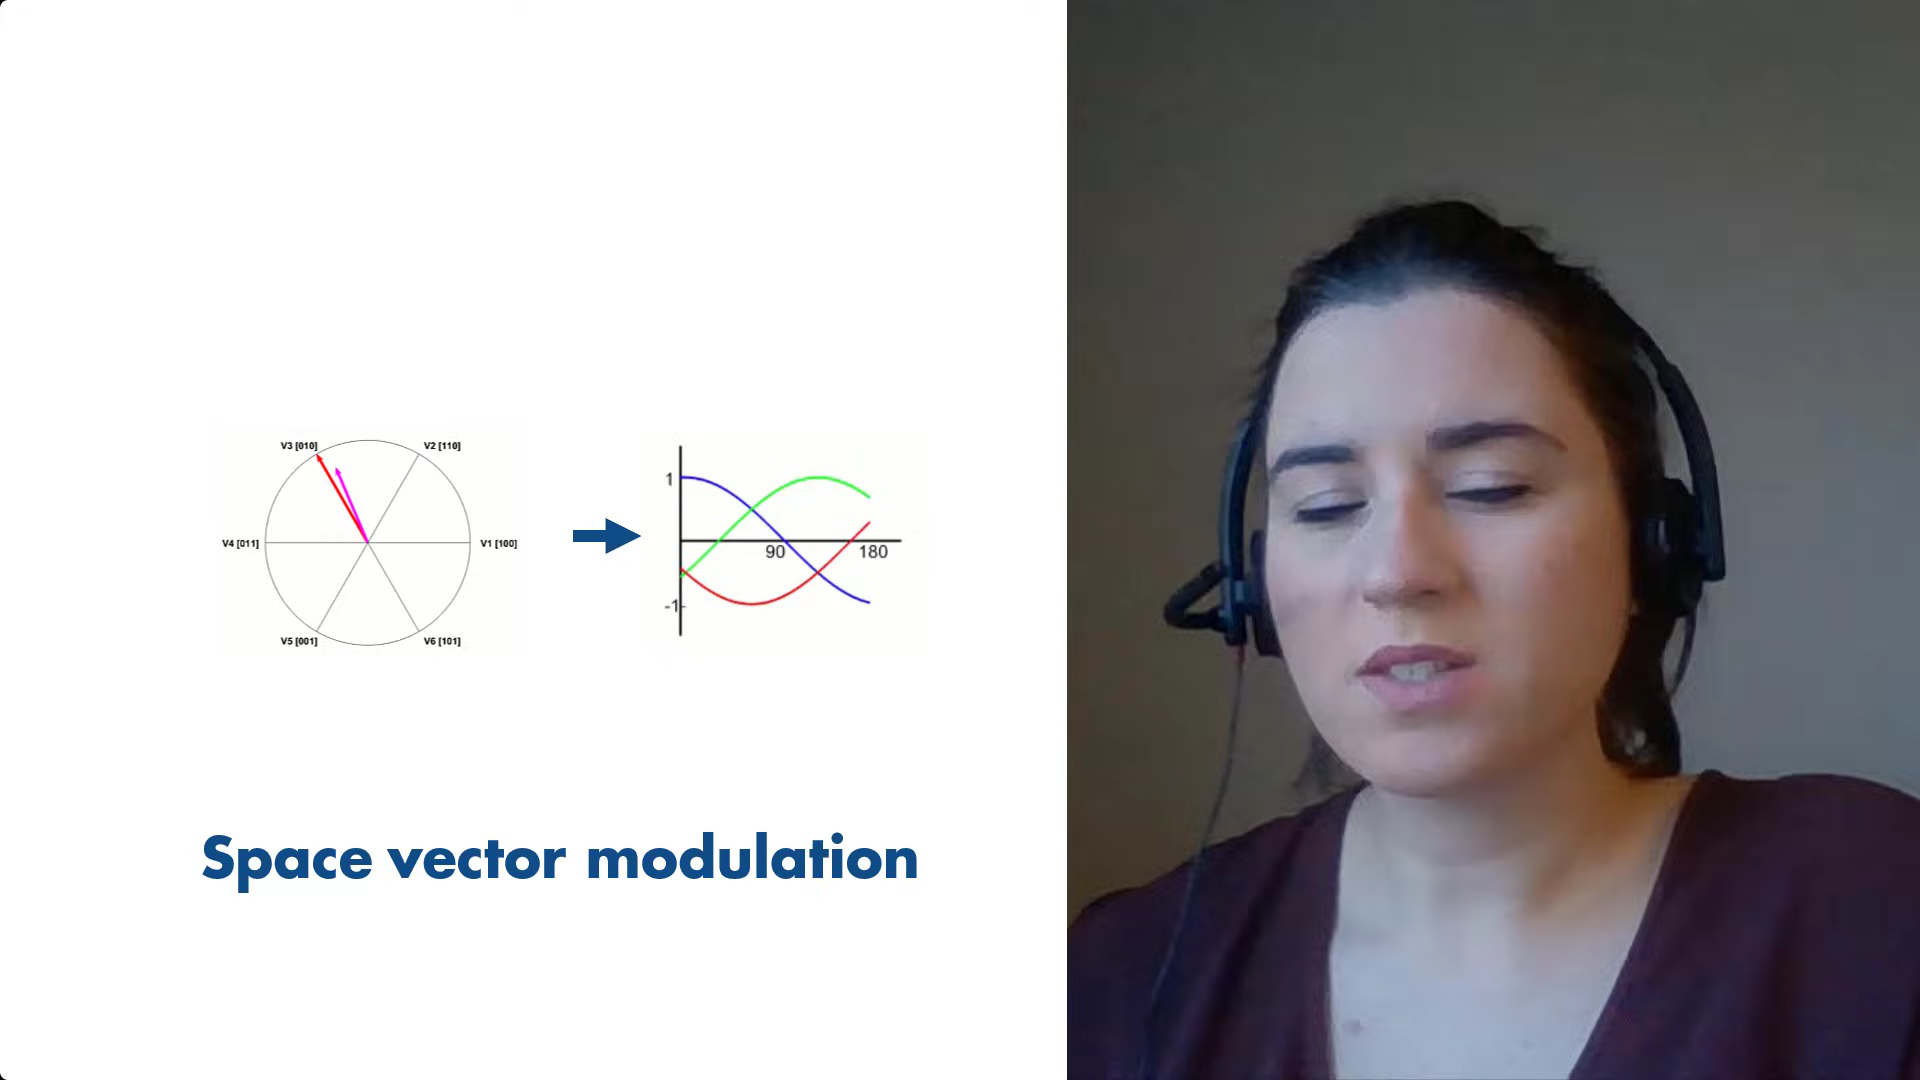 V3 [010]
V2 [110]
V4 [011]
V1 [100]
V5 [001]
V6 [101]
1
90
180
-1
Space vector modulation